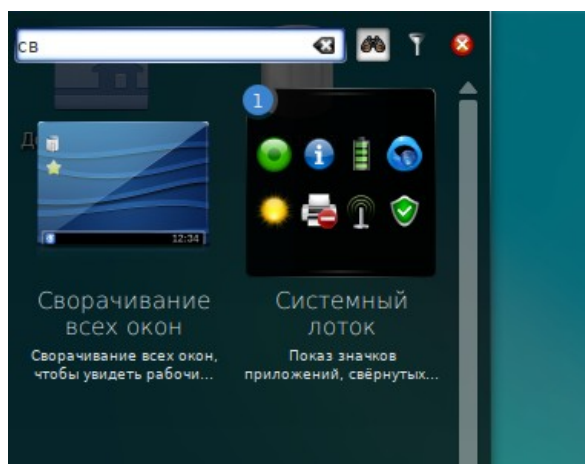 св
1
12:34
Сворачивание
всех окон
Сворачивание всех окон,
чтобы увидеть рабочи...
Системный
лоток
Показ значков
приложений, свёрнутых...